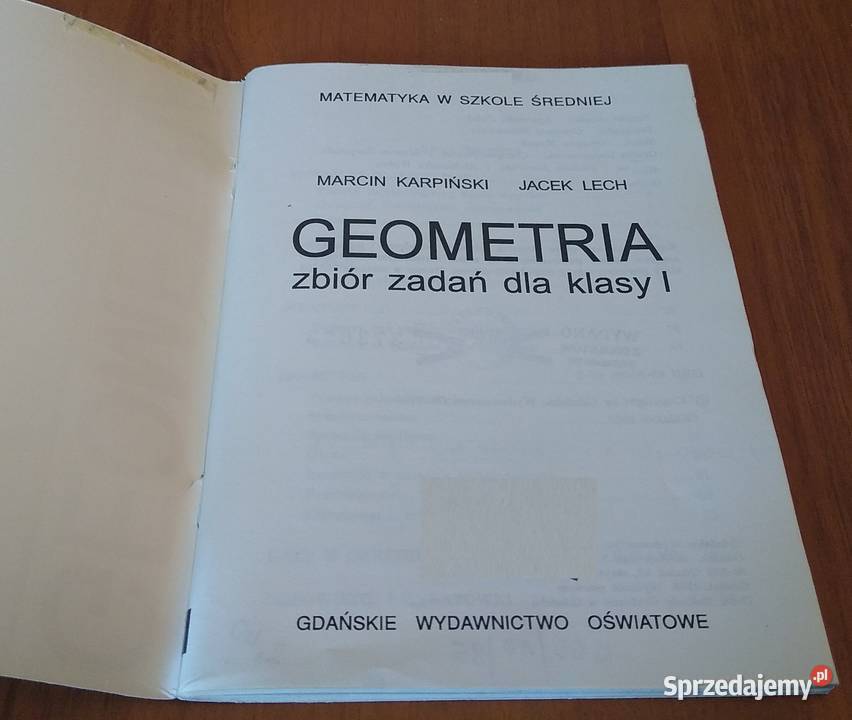 MATEMATYKA W SZKOLE ŚREDNIEJ
MARCIN KARPIŃSKI JACEK LECH
GEOMETRIA
zbiór zadań dla klasy I
GDAŃSKIE WYDAWNICTWO OŚWIATOWE
Sprzedajemy.pl